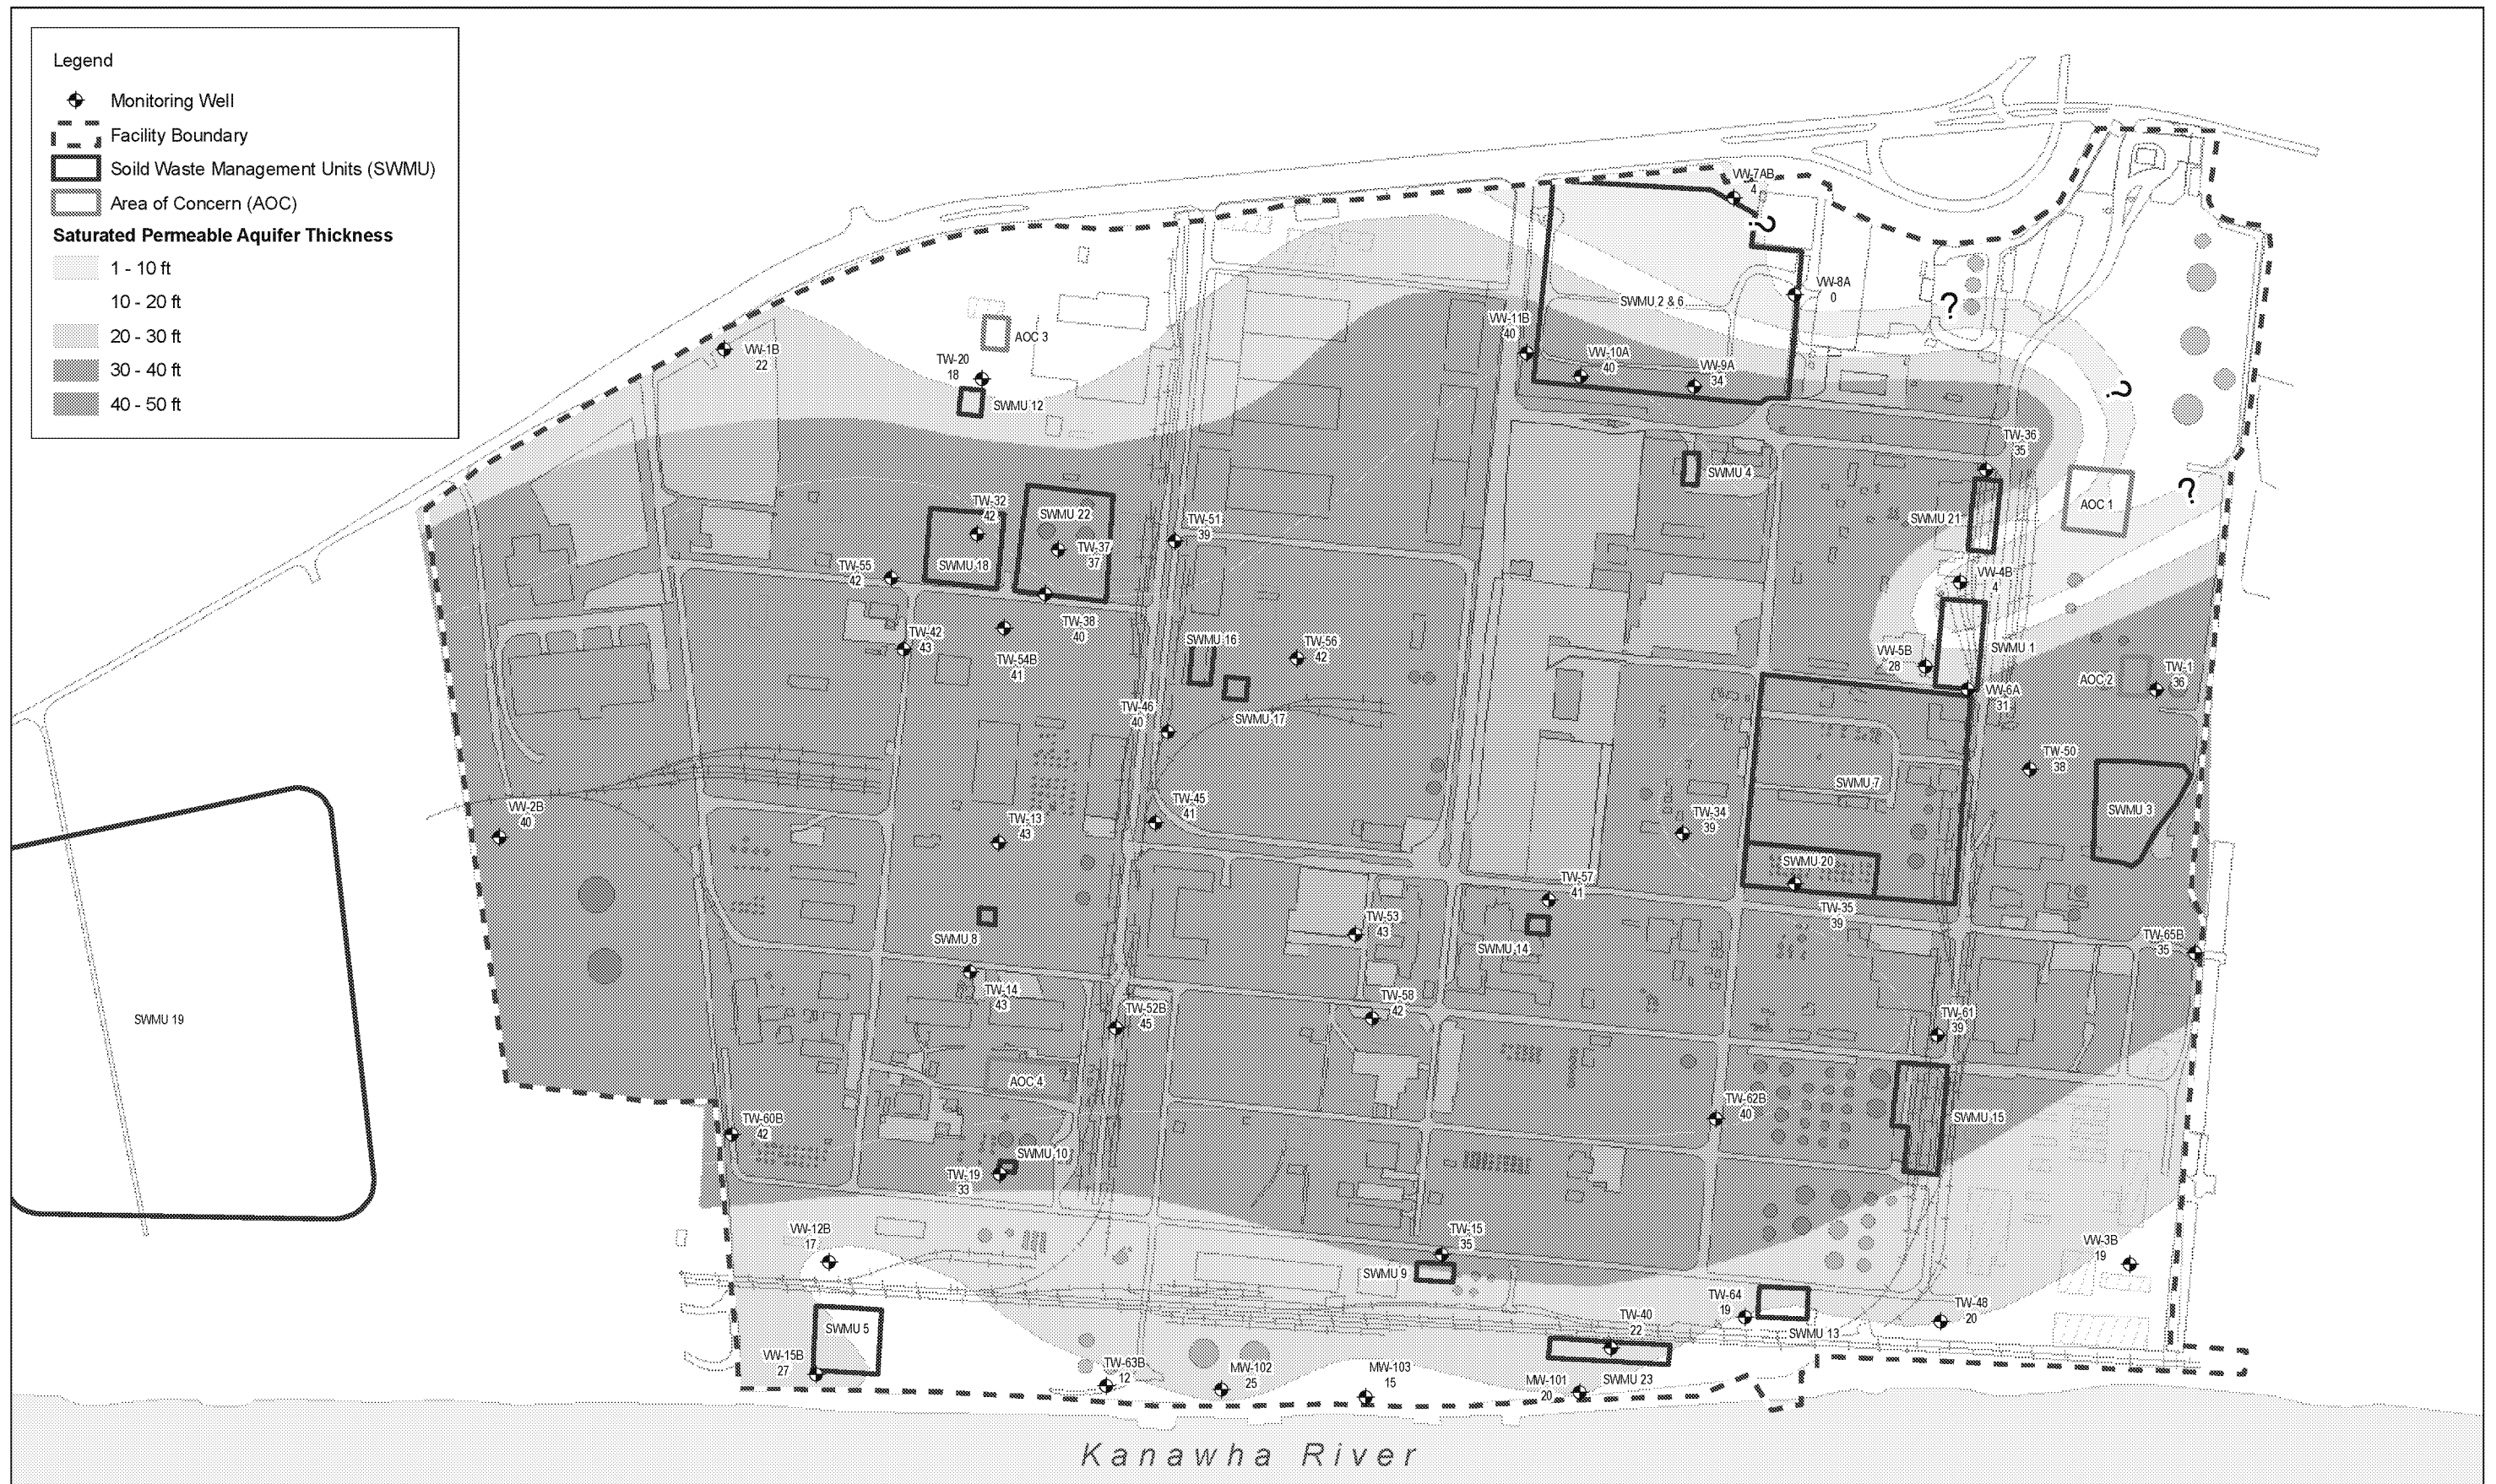 Legend
Monitoring Well
Facility Boundary
Soild Waste Management Units (SWMU)
Area of Concern (AOC)
Saturated Permeable Aquifer Thickness
1 - 10 ft
10 - 20 ft
20 - 30 ft
30 - 40 ft
40 - 50 ft
VW-7AB
4
?
VW-8A
0
SWMU 2 & 6
?
VW-11B
40
AOC 3
VW-1B
22
TW-20
18
VW-10A
40
VW-9A
34
?
SWMU 12
TW-36
35
SWMU 4
?
TW-32
42
SWMU 22
AOC 1
TW-51
39
SWMU 21
TW-37
37
TW-55
42
SWMU 18
VW-4B
4
TW-38
40
TW-42
43
SWMU 16
TW-56
42
SWMU 1
TW-54B
41
VW-5B
28
TW-1
36
AOC 2
VW-6A
31
TW-46
40
SWMU 17
TW-50
38
SWMU 7
TW-45
41
VW-2B
40
SWMU 3
TW-34
39
TW-13
43
SWMU 20
TW-57
41
TW-35
39
TW-53
43
SWMU 8
SWMU 14
TW-65B
35
TW-14
43
TW-58
42
TW-52B
45
TW-61
39
SWMU 19
AOC 4
TW-62B
40
TW-60B
42
SWMU 15
SWMU 10
TW-19
33
VW-12B
17
TW-15
35
VW-3B
19
SWMU 9
TW-64
19
TW-48
20
TW-40
22
SWMU 5
SWMU 13
VW-15B
27
TW-63B
12
MW-102
25
MW-103
15
MW-101
20
SWMU 23
Kanawha River